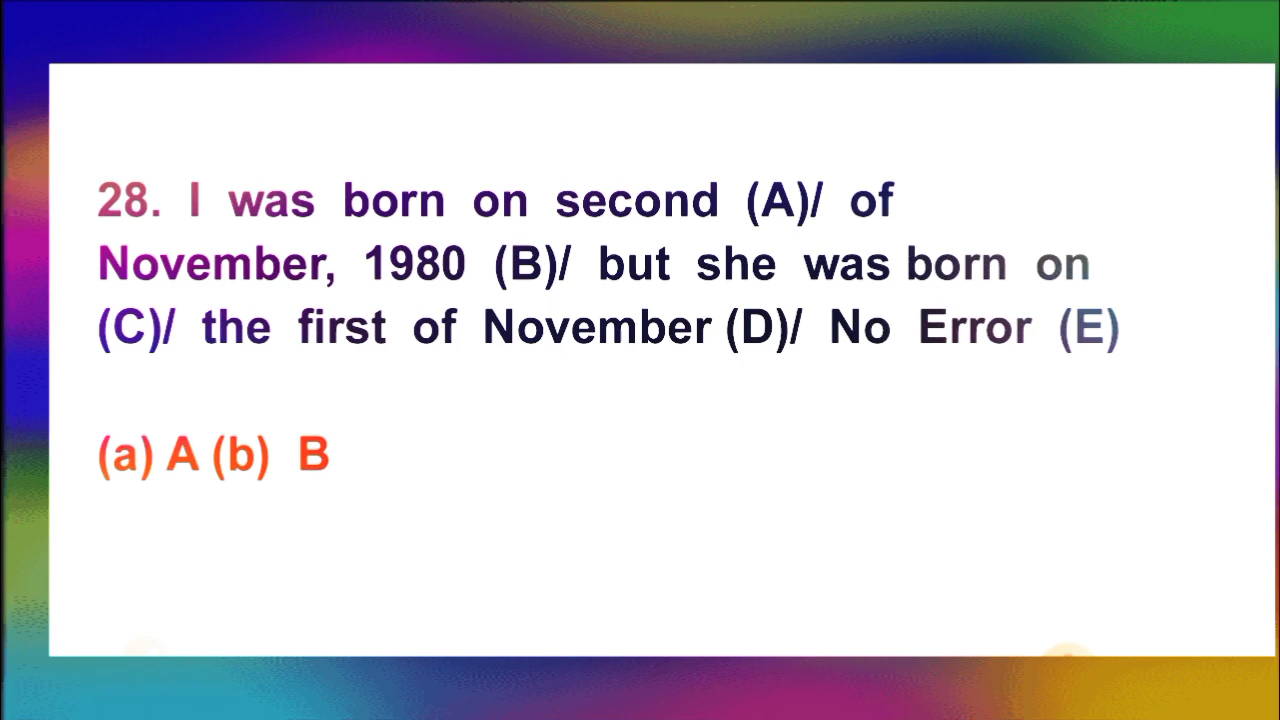 28. I was born on second (A)/ of
November, 1980 (B)/ but she was born on
(C)/ the first of November (D)/ No Error (E)
(a) A (b) B